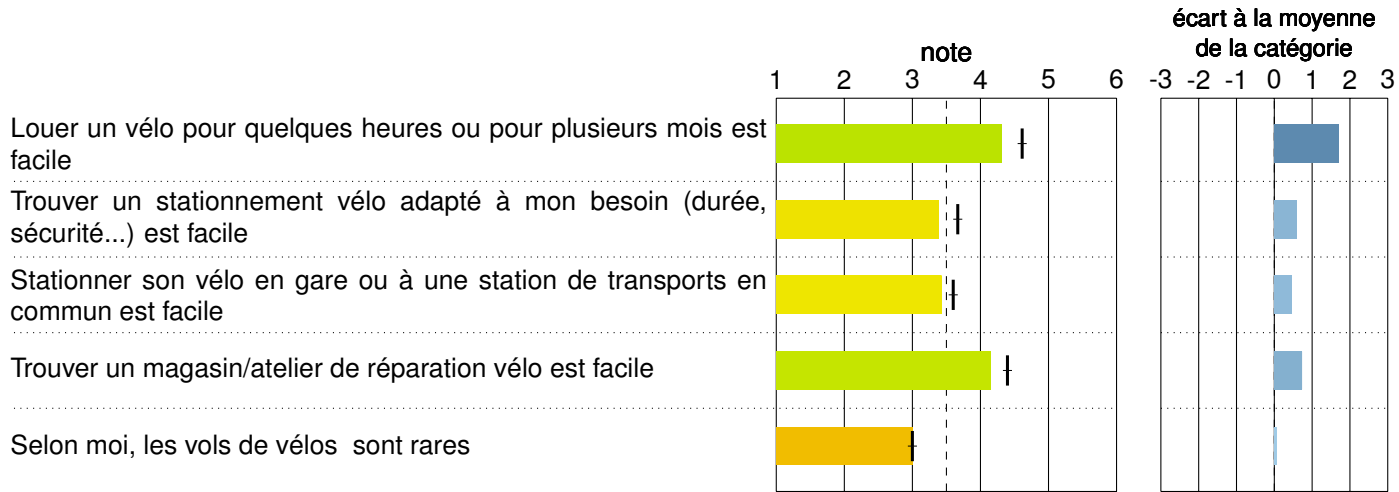 écart à la moyenne
de la catégorie
note
1 2 3 4 5 6
-3 -2 -1 0 1 2 3
Louer un vélo pour quelques heures ou pour plusieurs mois est
facile
Trouver un stationnement vélo adapté à mon besoin (durée,
sécurité...) est facile
Stationner son vélo en gare ou à une station de transports en
commun est facile
Trouver un magasin/atelier de réparation vélo est facile
Selon moi, les vols de vélos sont rares